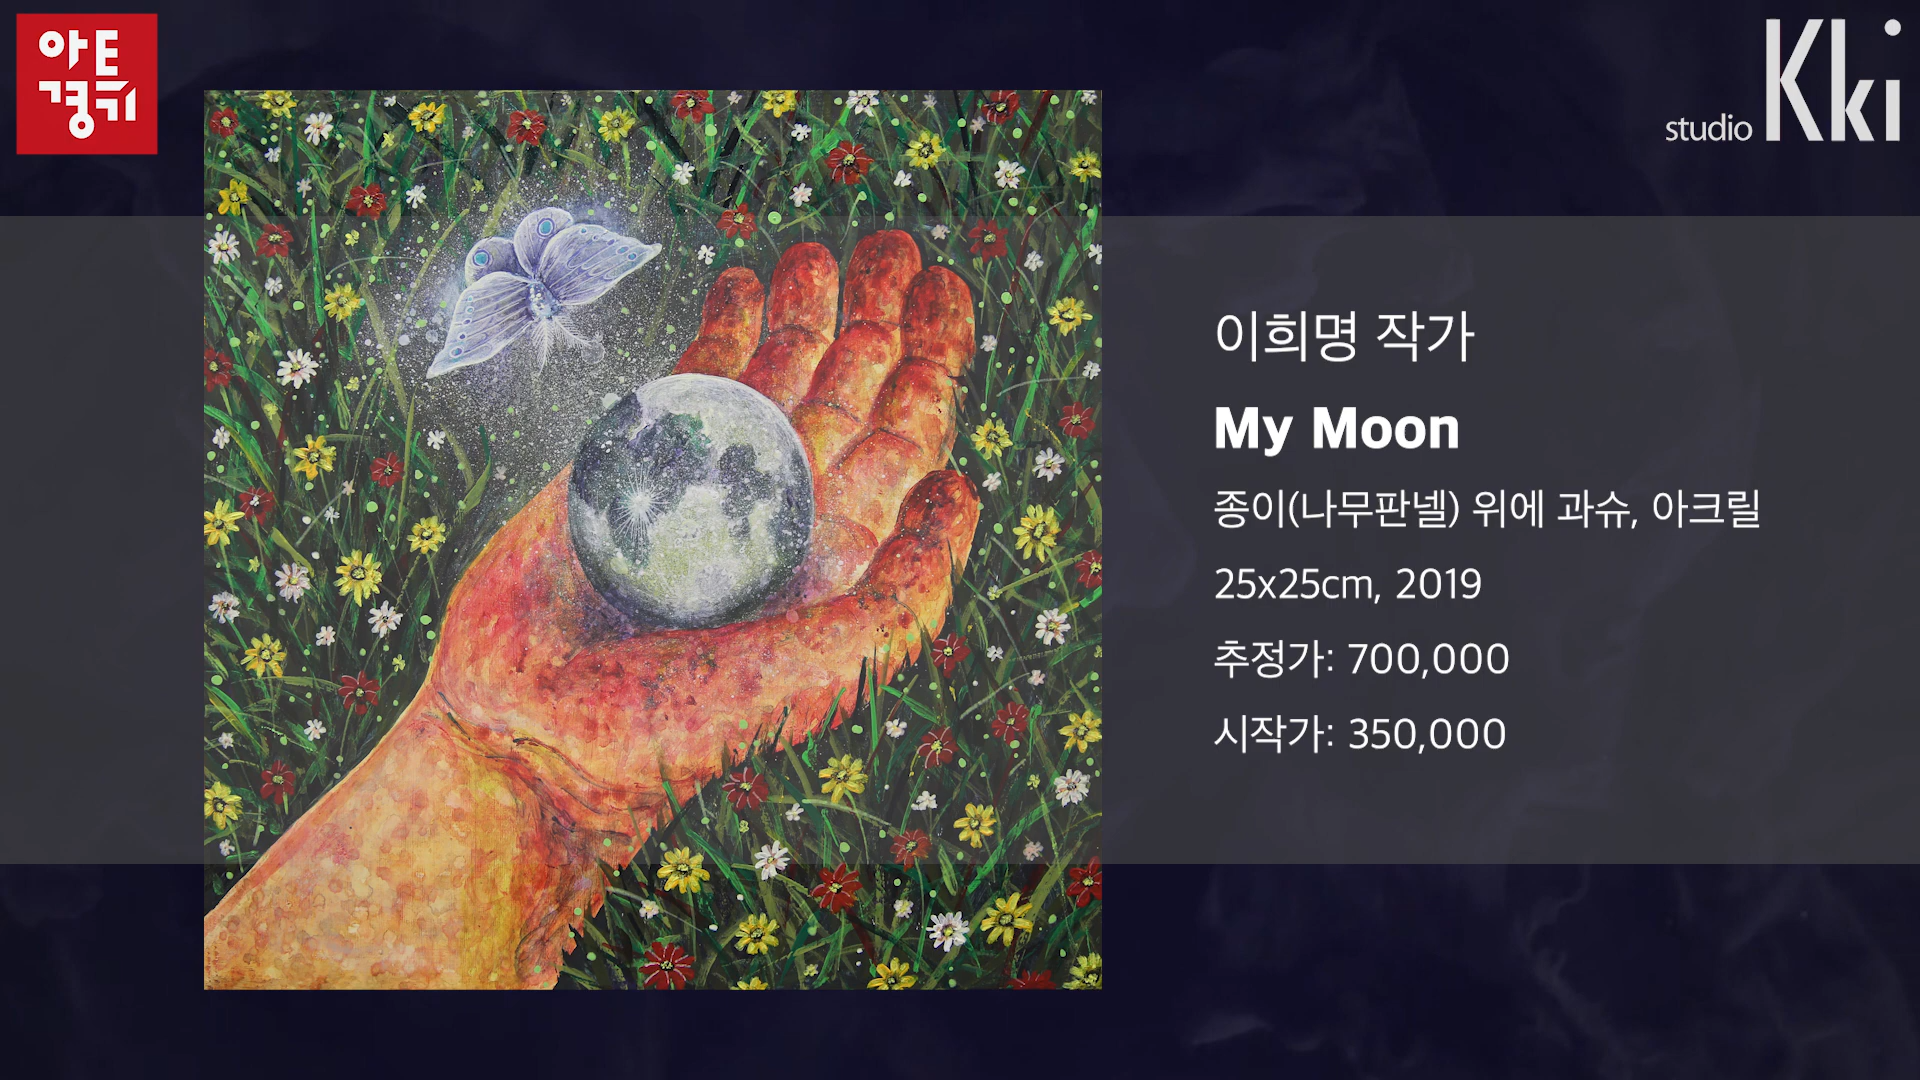 아트
경기
studio Kki
이희명 작가
My Moon
종이(나무판넬) 위에 과슈, 아크릴
25x25cm, 2019
추정가: 700,000
시작가: 350,000